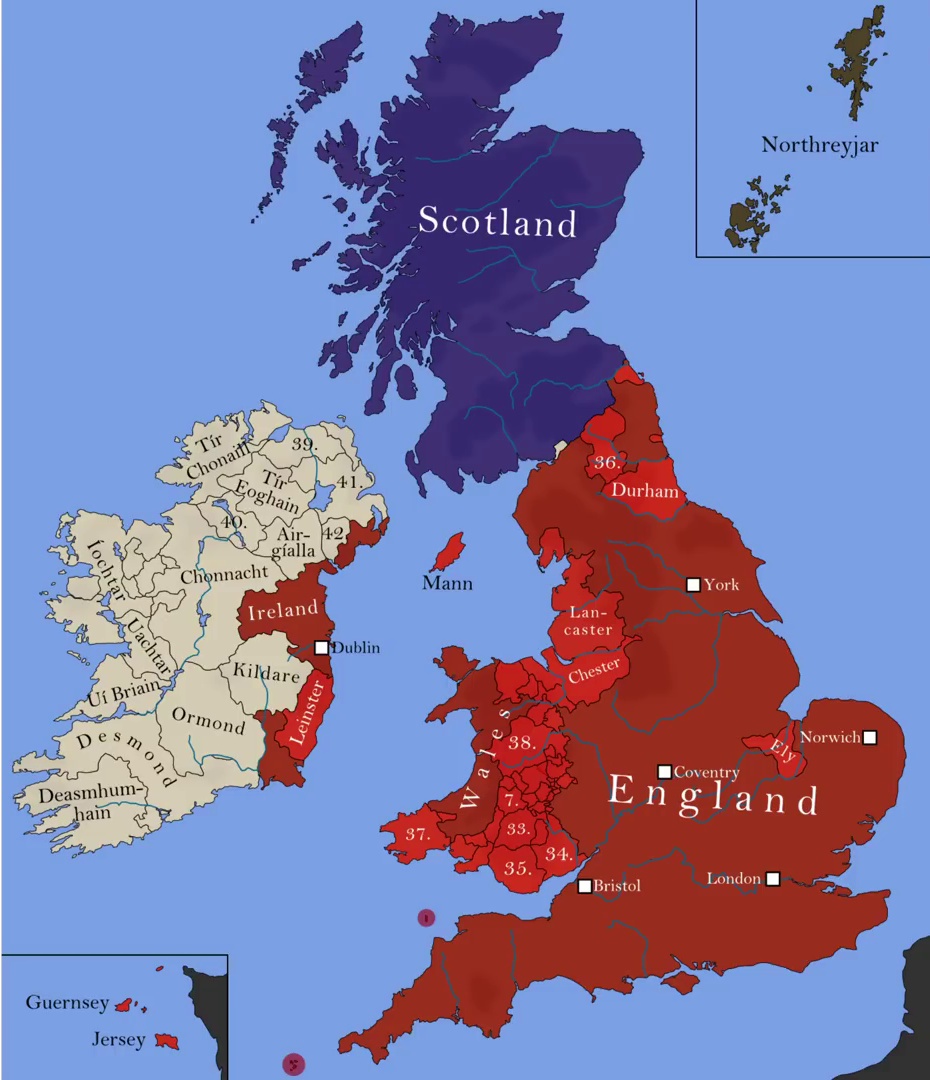 Northreyjar
Scotland
39.
Tír
Chonaill
Tír
Eoghain
41.
36.
Durham
40.
Air-
gíalla
42
Íochtar
Chonnacht
Mann
York
Ireland
Lan-
caster
Dublin
Uachtar
Kildare
Chester
Uí Briain
Leinster
Ormond
Wales
38.
Ely
Norwich
Desmond
Coventry
England
Deasmhum-
hain
7.
37.
33.
34.
35.
Bristol
London
Guernsey
Jersey